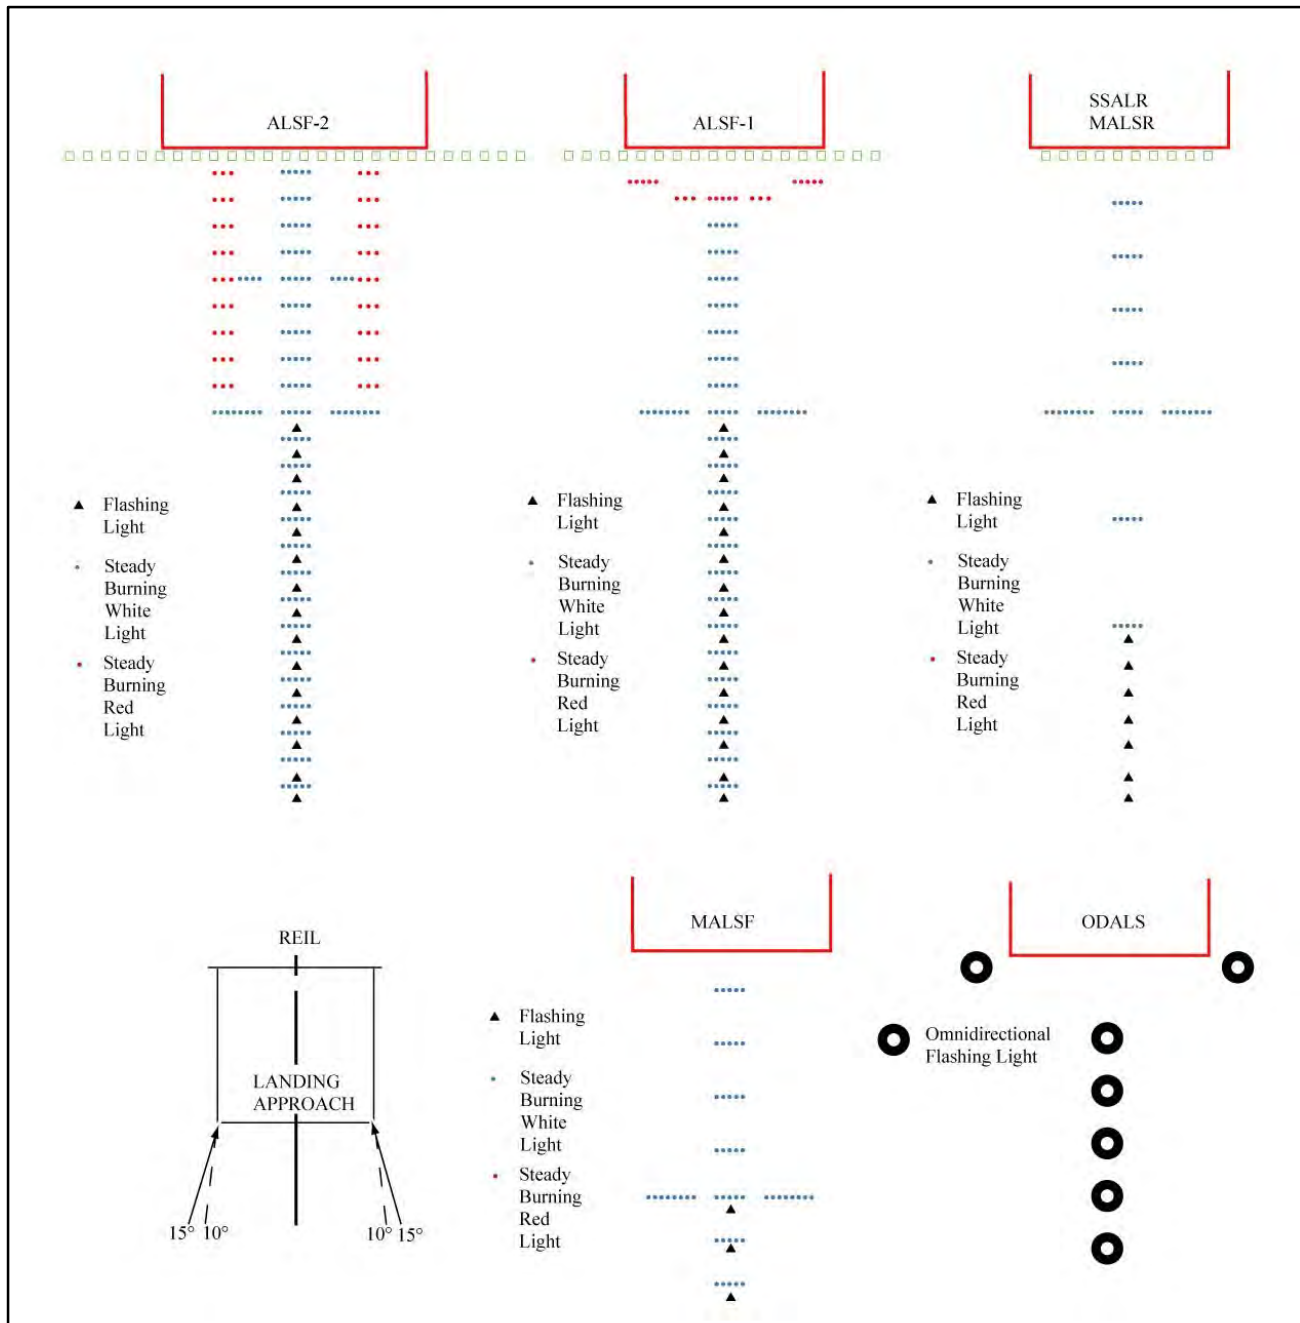 ALSF-2
ALSF-1
SSALR
MALSR
Flashing
Light
Steady
Burning
White
Light
Steady
Burning
Red
Light
Flashing
Light
Steady
Burning
White
Light
Steady
Burning
Red
Light
Flashing
Light
Steady
Burning
White
Light
Steady
Burning
Red
Light
REIL
LANDING
APPROACH
15° 10°
10° 15°
MALSF
Flashing
Light
Steady
Burning
White
Light
Steady
Burning
Red
Light
ODALS
Omnidirectional
Flashing Light